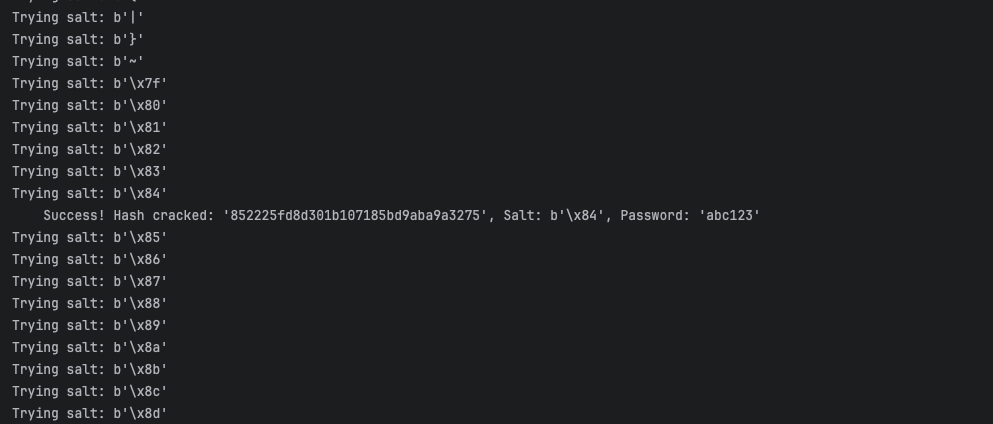 Trying salt: b'|'
Trying salt: b'}'
Trying salt: b'~'
Trying salt: b'\x7f'
Trying salt: b'\x80'
Trying salt: b'\x81'
Trying salt: b'\x82'
Trying salt: b'\x83'
Trying salt: b'\x84'
    Success! Hash cracked: '852225fd8d301b107185bd9aba9a3275', Salt: b'\x84', Password: 'abc123'
Trying salt: b'\x85'
Trying salt: b'\x86'
Trying salt: b'\x87'
Trying salt: b'\x88'
Trying salt: b'\x89'
Trying salt: b'\x8a'
Trying salt: b'\x8b'
Trying salt: b'\x8c'
Trying salt: b'\x8d'